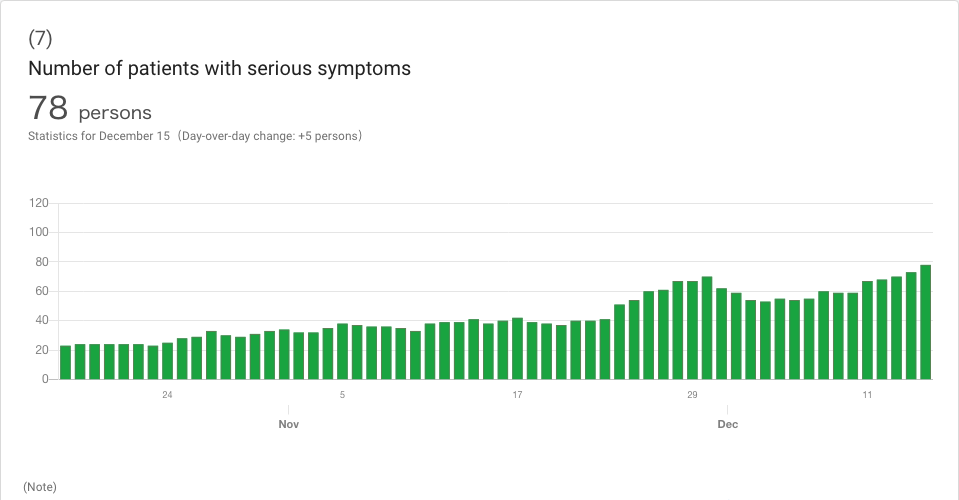 (7)
Number of patients with serious symptoms
78 persons
Statistics for December 15（Day-over-day change: +5 persons）
120
100
80
60
40
20
0
24 5 17 29 11
Nov Dec
(Note)